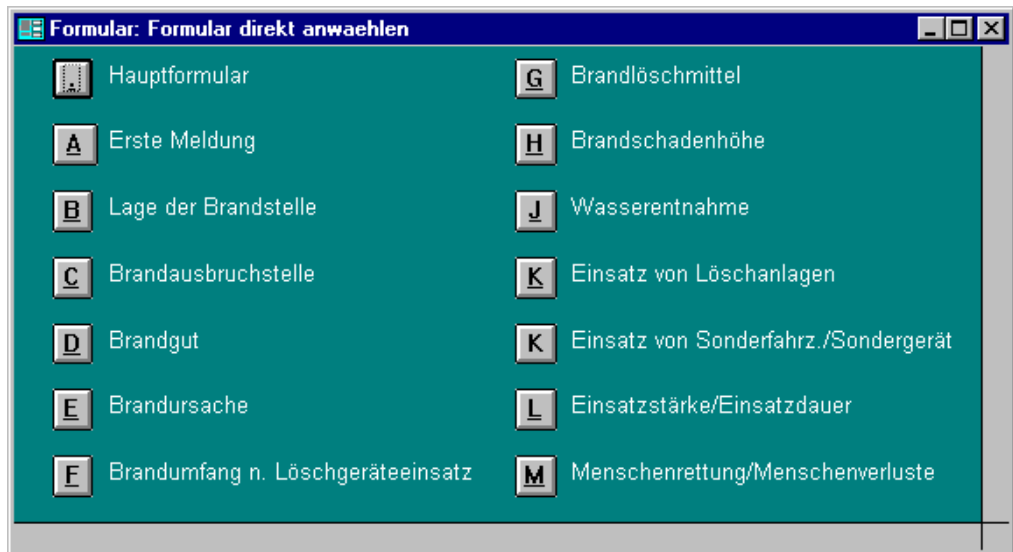 Formular: Formular direkt anwaehlen
. Hauptformular
A Erste Meldung
B Lage der Brandstelle
C Brandausbruchstelle
D Brandgut
E Brandursache
F Brandumfang n. Löschgeräteeinsatz
G Brandlöschmittel
H Brandschadenhöhe
J Wasserentnahme
K Einsatz von Löschanlagen
K Einsatz von Sonderfahrz./Sondergerät
L Einsatzstärke/Einsatzdauer
M Menschenrettung/Menschenverluste